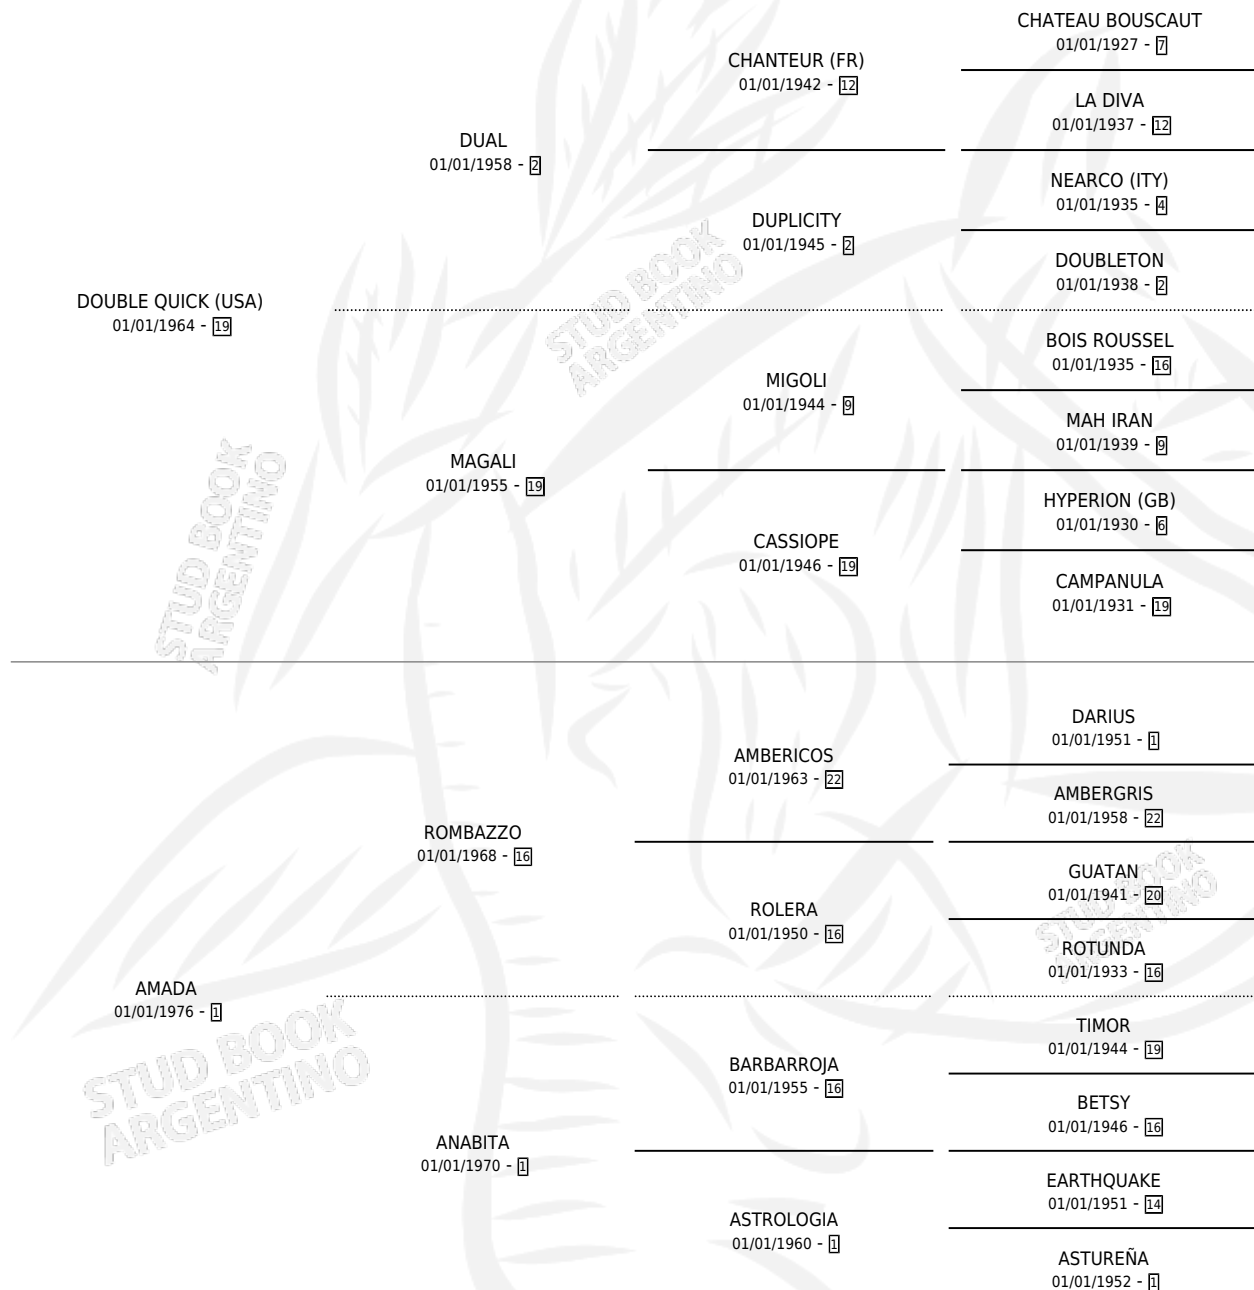 CHATEAU BOUSCAUT
01/01/1927 - 7
CHANTEUR (FR)
01/01/1942 - 12
LA DIVA
01/01/1937 - 12
DUAL
01/01/1958 - 2
NEARCO (ITY)
01/01/1935 - 4
DUPLICITY
01/01/1945 - 2
DOUBLETON
01/01/1938 - 2
DOUBLE QUICK (USA)
01/01/1964 - 19
BOIS ROUSSEL
01/01/1935 - 16
MIGOLI
01/01/1944 - 9
MAH IRAN
01/01/1939 - 9
MAGALI
01/01/1955 - 19
HYPERION (GB)
01/01/1930 - 6
CASSIOPE
01/01/1946 - 19
CAMPANULA
01/01/1931 - 19
DARIUS
01/01/1951 - 1
AMBERICOS
01/01/1963 - 22
AMBERGRIS
01/01/1958 - 22
ROMBAZZO
01/01/1968 - 16
GUATAN
01/01/1941 - 20
ROLERA
01/01/1950 - 16
ROTUNDA
01/01/1933 - 16
AMADA
01/01/1976 - 1
TIMOR
01/01/1944 - 19
BARBARROJA
01/01/1955 - 16
BETSY
01/01/1946 - 16
ANABITA
01/01/1970 - 1
EARTHQUAKE
01/01/1951 - 14
ASTROLOGIA
01/01/1960 - 1
ASTUREÑA
01/01/1952 - 1
STUD BOOK
ARGENTINO
STUD BOOK
ARGENTINO
STUD BOOK
ARGENTINO
STUD BOOK
ARGENTINO